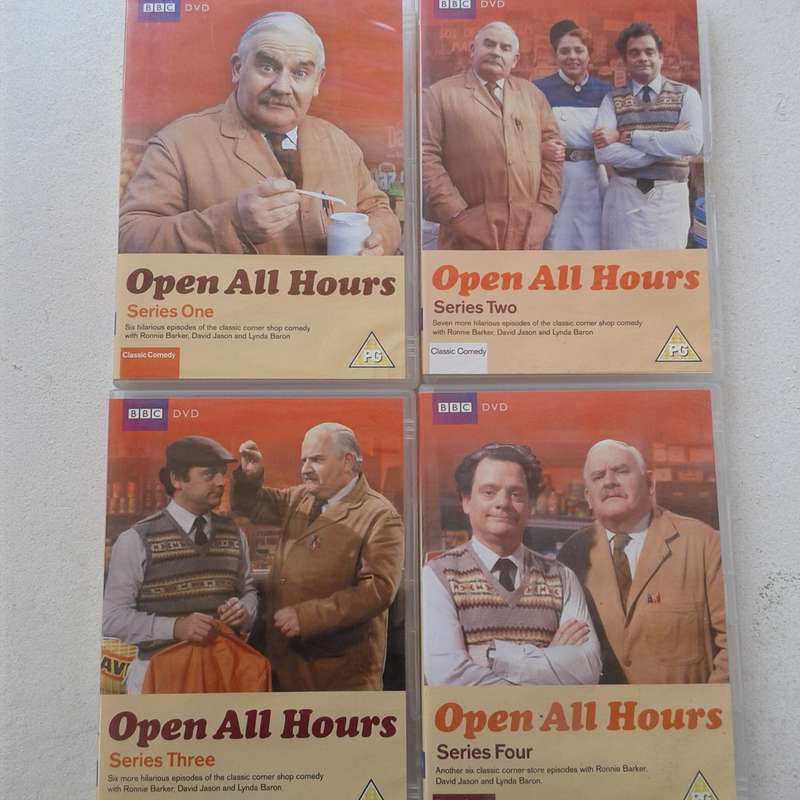 BBC DVD
Open All Hours
Series One
Six hilarious episodes of the classic corner shop comedy
with Ronnie Barker, David Jason and Lynda Baron
Classic Comedy
PG
BBC DVD
Open All Hours
Series Two
Seven more hilarious episodes of the classic corner shop comedy
with Ronnie Barker, David Jason and Lynda Baron
Classic Comedy
PG
BBC DVD
AV
Open All Hours
Series Three
Six more hilarious episodes of the classic corner shop comedy
with Ronnie Barker, David Jason and Lynda Baron.
BBC DVD
Open All Hours
Series Four
Another six classic corner-store episodes with Ronnie Barker,
David Jason and Lynda Baron.